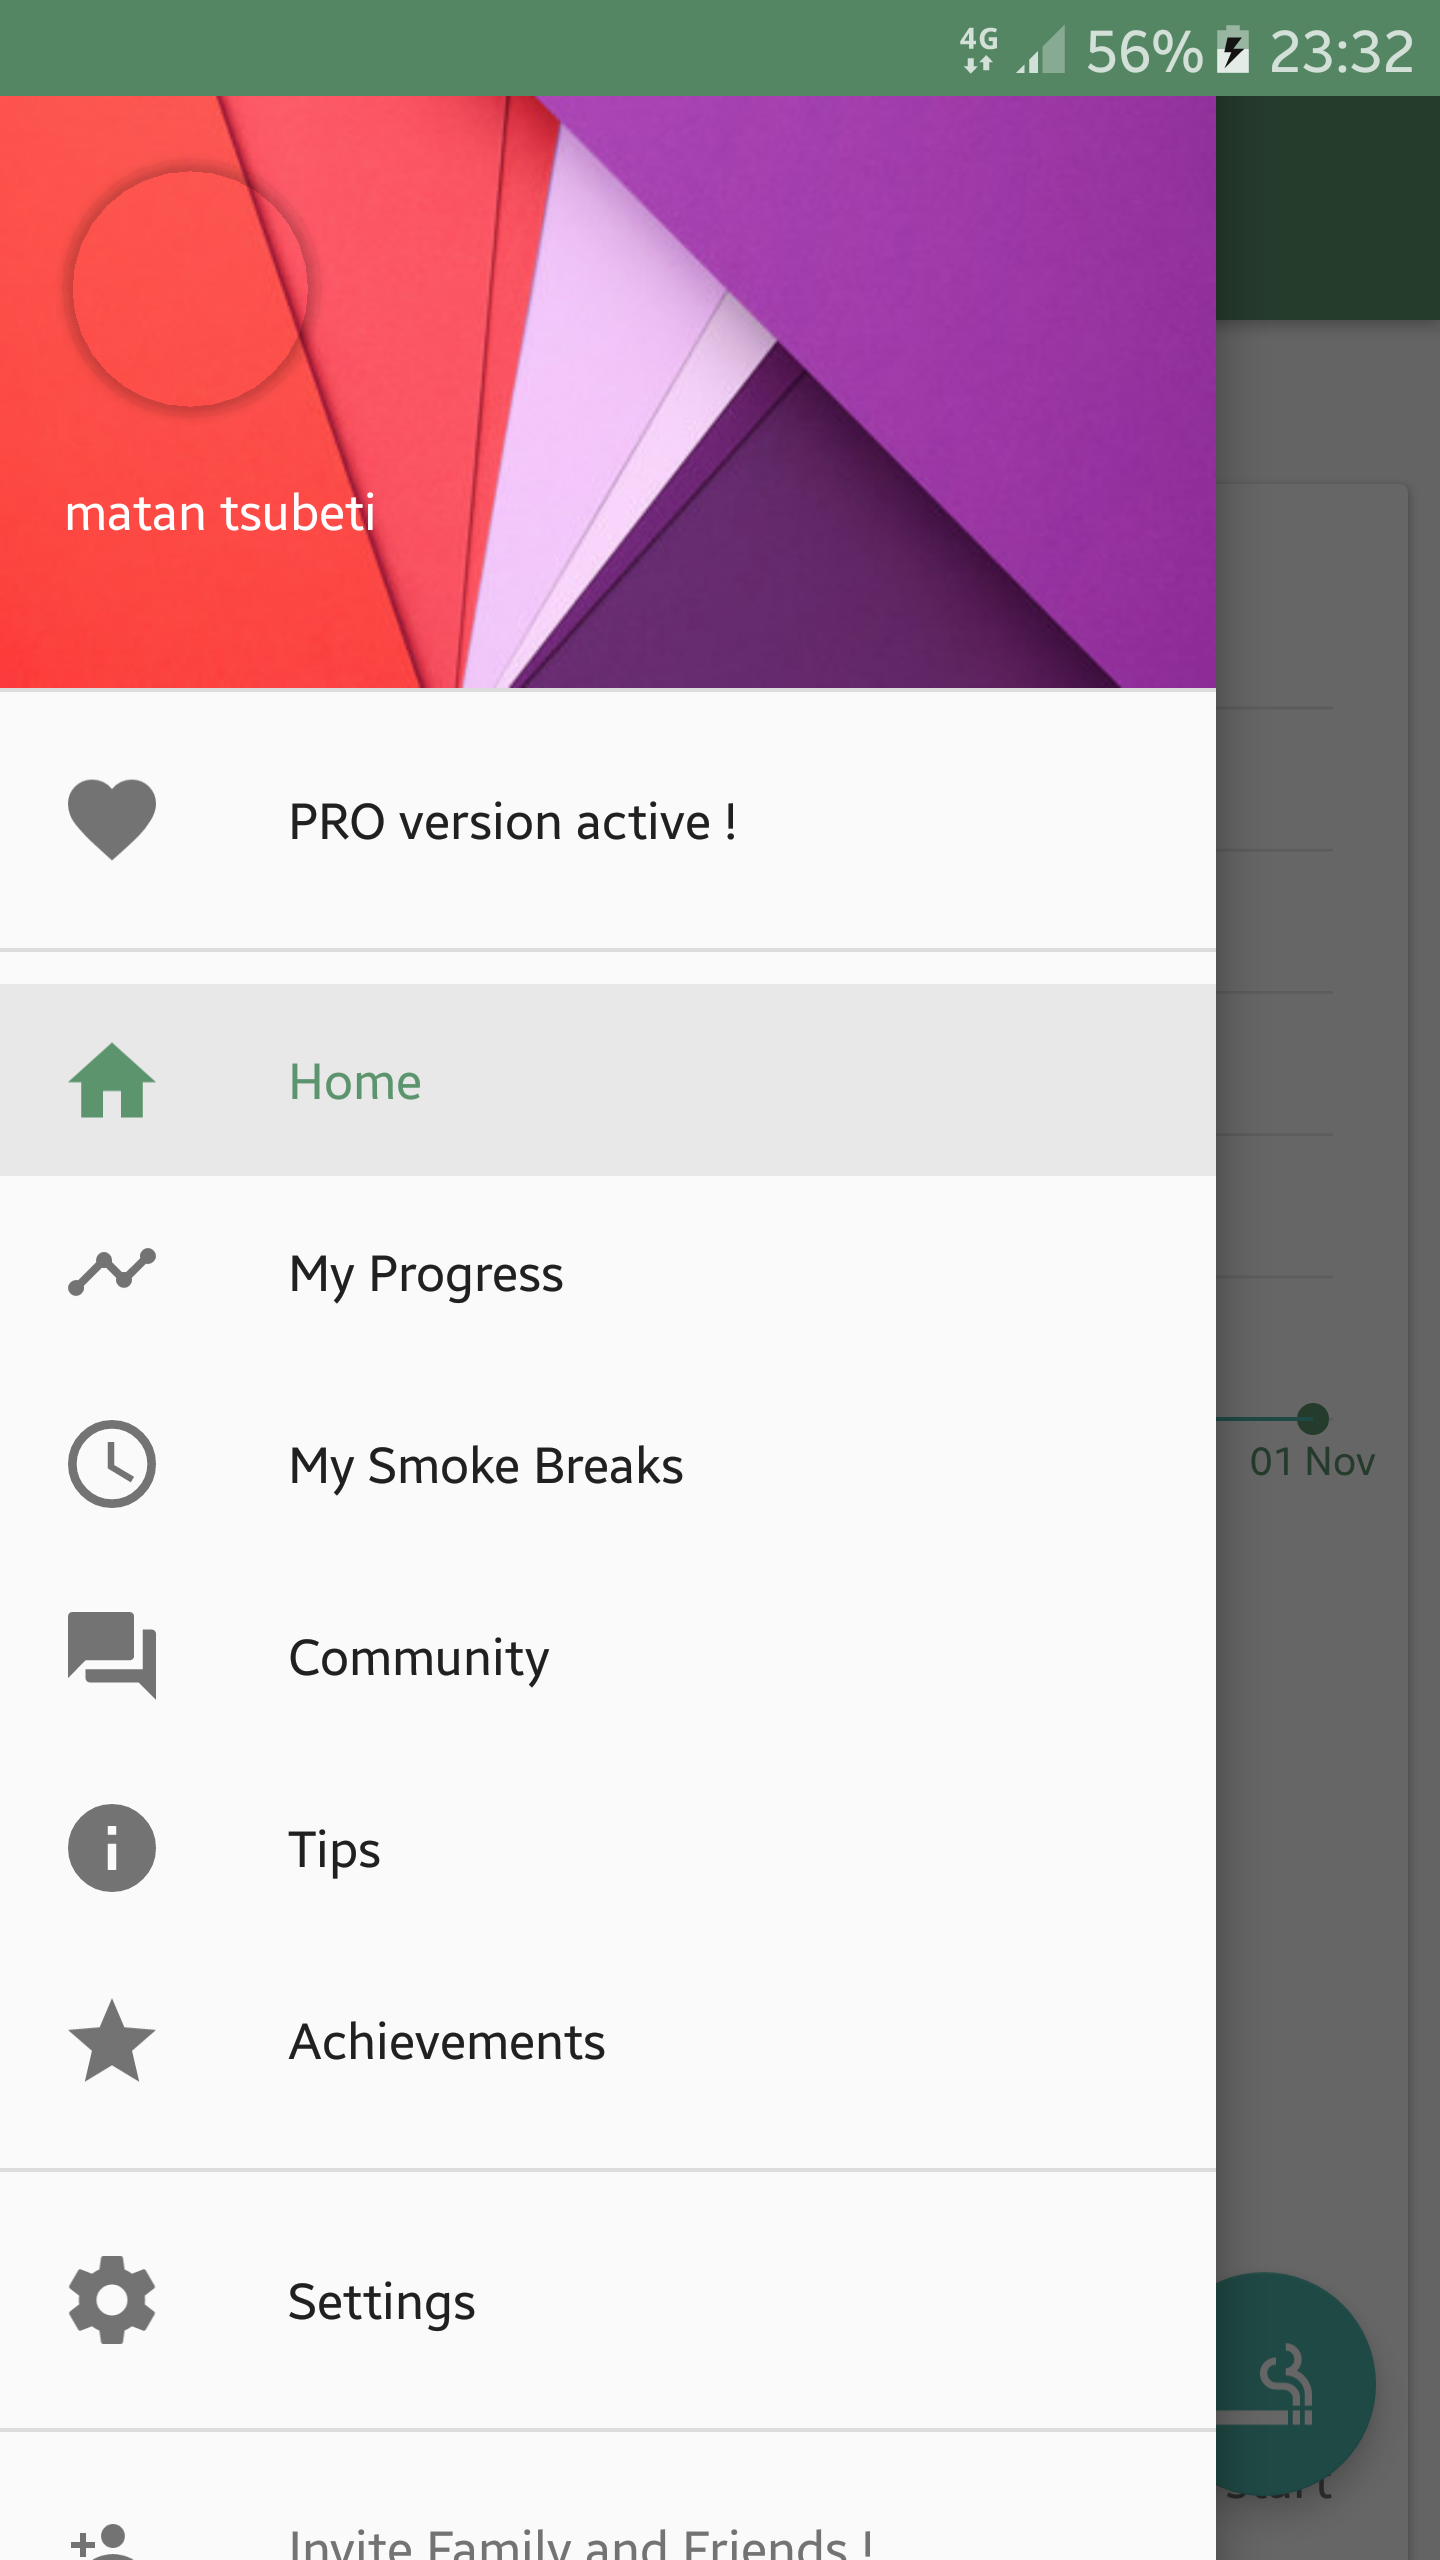 4G 56% 23:32
matan tsubeti
PRO version active !
Home
My Progress
My Smoke Breaks
01 Nov
Community
Tips
Achievements
Settings
start
Invite Family and Friends !